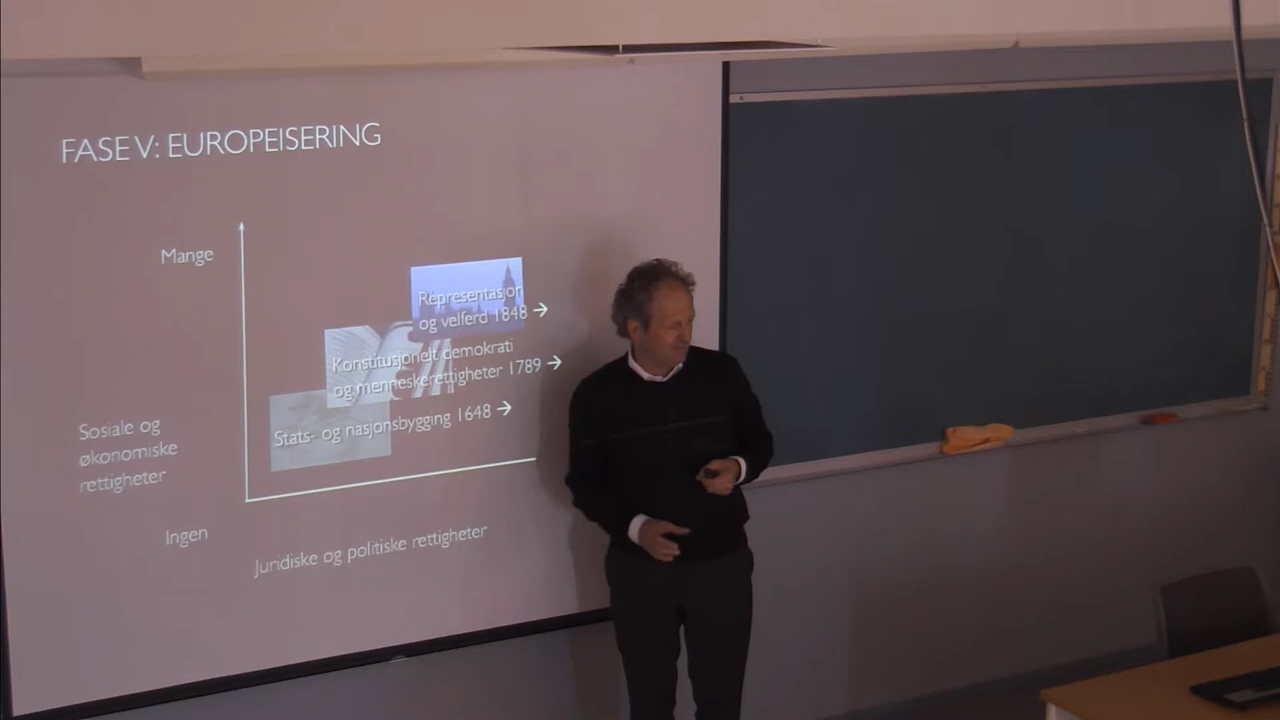 FASE V: EUROPEISERING
Mange
Representasjon
og velferd 1848 →
Konstitusjonelt demokrati
og menneskerettigheter 1789 →
Stats- og nasjonsbygging 1648 →
Sosiale og
økonomiske
rettigheter
Ingen
Juridiske og politiske rettigheter